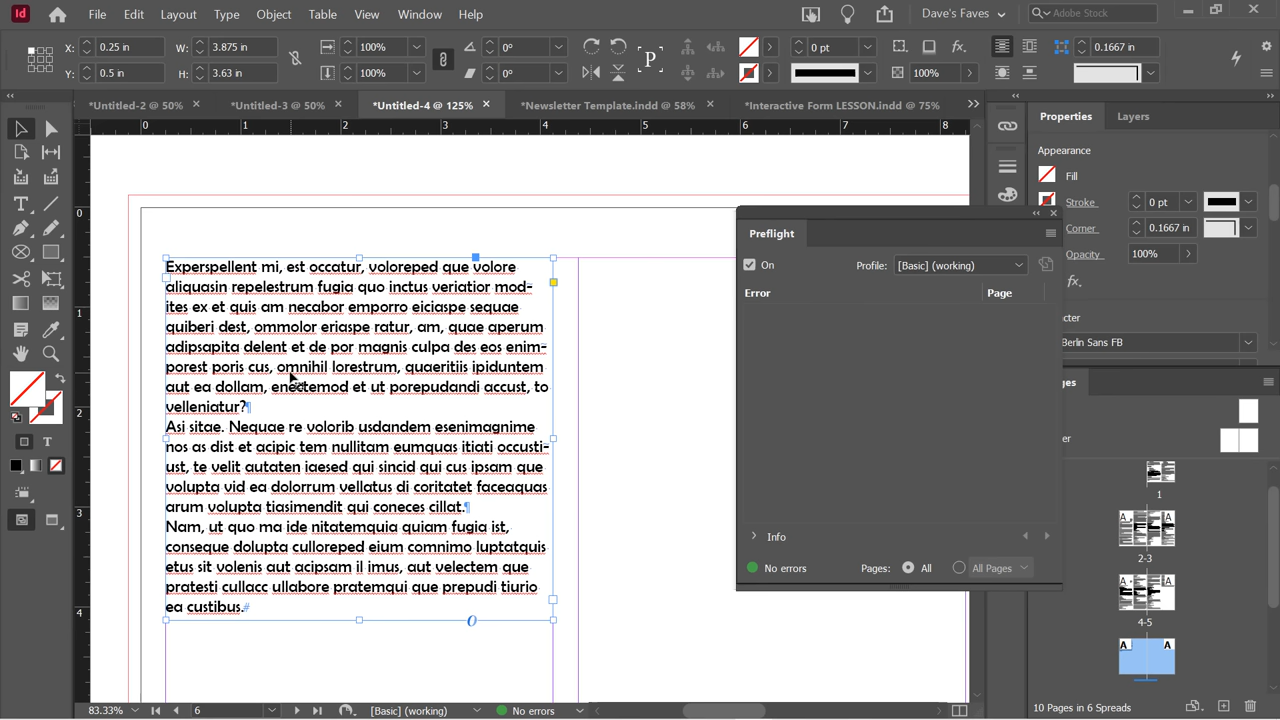 Id File Edit Layout Type Object Table View Window Help Dave's Faves Adobe Stock
X: 0.25 in W: 3.875 in 100% 0° P 0 pt fx. 0.1667 in
Y: 0.5 in H: 3.63 in 100% 0° 100%
*Untitled-2 @ 50% × *Untitled-3 @ 50% × *Untitled-4 @ 125% × *Newsletter Template.indd @ 58% × *Interactive Form LESSON.indd @ 75%
0 1 2 3 4 5 6 7 8
Properties Layers
Appearance
Fill
Stroke 0 pt
Corner 0.1667 in
Opacity 100%
fx.
cter
Berlin Sans FB
0
1
2
3
4
Experspellent mi, est occatur, voloreped que volore
aliquasin repelestrum fugia quo inctus veriatior mod-
ites ex et quis am necabor emporro eiciaspe sequae
quiberi dest, ommolor eriaspe ratur, am, quae aperum
adipsapita delent et de por magnis culpa des eos enim-
porest poris cus, omnihil lorestrum, quaeritiis ipiduntem
aut ea dollam, enectemod et ut porepudandi accust, to
velleniatur?¶
Asi sitae. Nequae re volorib usdandem esenimagnime
nos as dist et acipic tem nullitam eumquas itiati occusti-
ust, te velit autaten iaesed qui sincid qui cus ipsam que
volupta vid ea dolorrum vellatus di coritatet faceaquas
arum volupta tiasimendit qui coneces cillat.¶
Nam, ut quo ma ide nitatemquia quiam fugia ist,
conseque dolupta culloreped eium comnimo luptatquis
etus sit volenis aut acipsam il imus, aut velectem que
pratesti cullacc ullabore pratemqui que prepudi tiurio
ea custibus.#
Preflight
On Profile: [Basic] (working)
Error Page
Info
No errors Pages: All All Pages
ges
er
1
A A
2-3
A A
4-5
A A
10 Pages in 6 Spreads
83.33% 6 [Basic] (working) No errors